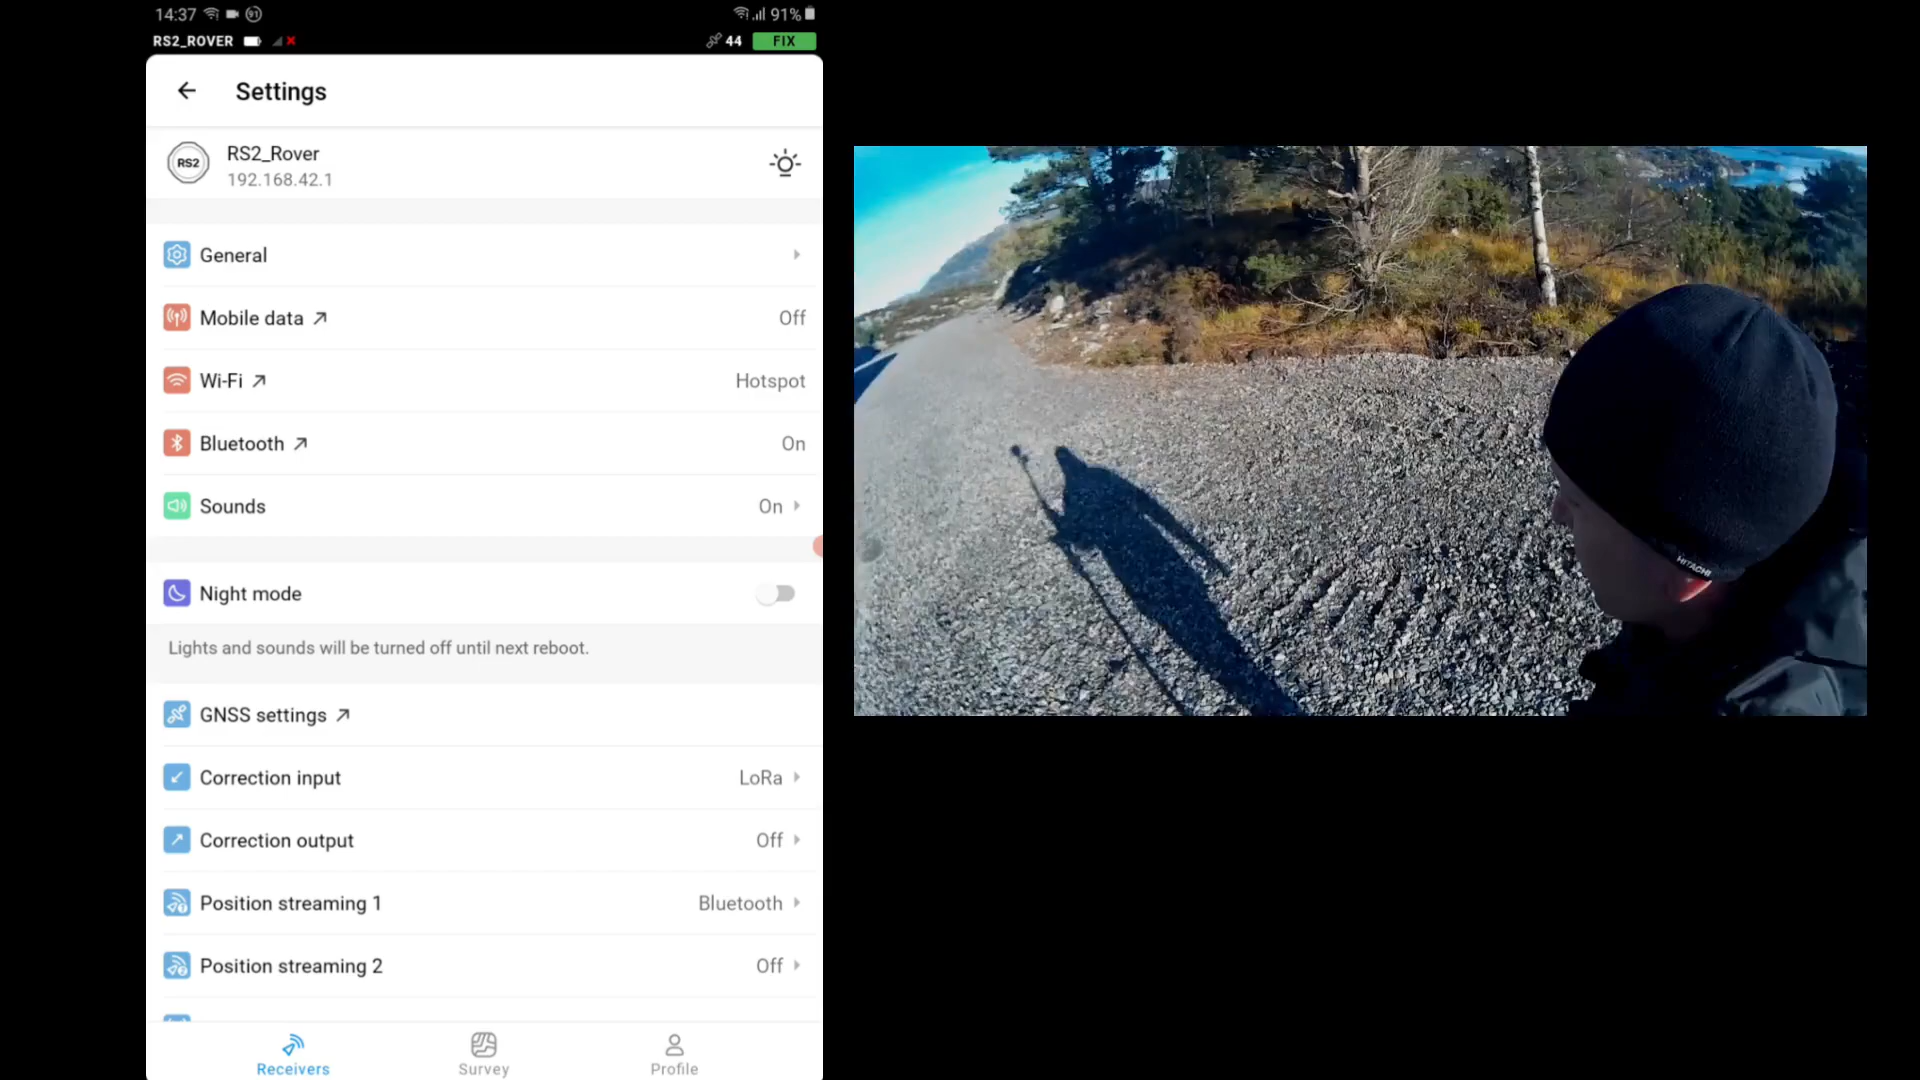 14:37 91 91%
RS2_ROVER 44 FIX
Settings
RS2
RS2_Rover
192.168.42.1
General
Mobile data Off
Wi-Fi Hotspot
Bluetooth On
Sounds On
Night mode
Lights and sounds will be turned off until next reboot.
GNSS settings
Correction input LoRa
Correction output Off
Position streaming 1 Bluetooth
Position streaming 2 Off
Receivers Survey Profile
HITACHI